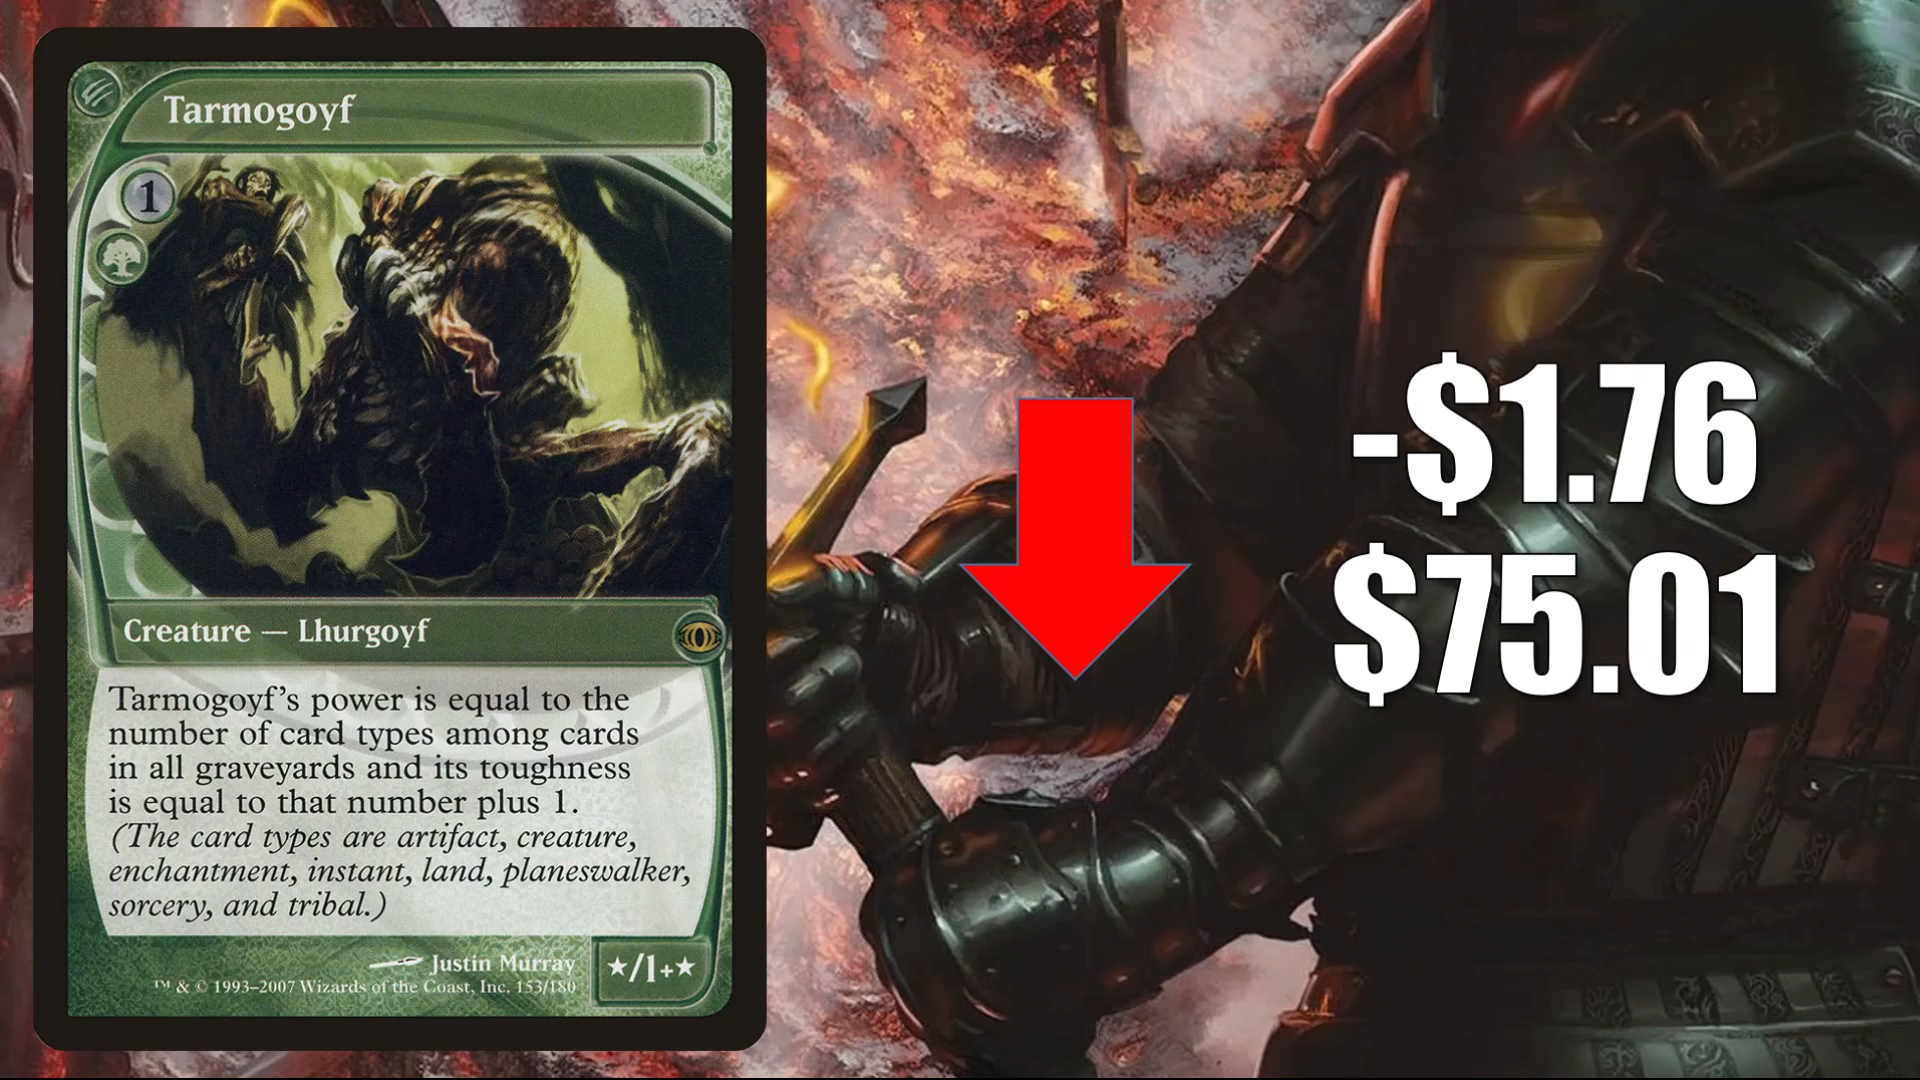 Tarmogoyf
1
Creature — Lhurgoyf
Tarmogoyf's power is equal to the
number of card types among cards
in all graveyards and its toughness
is equal to that number plus 1.
(The card types are artifact, creature,
enchantment, instant, land, planeswalker,
sorcery, and tribal.)
Justin Murray
™ & © 1993–2007 Wizards of the Coast, Inc. 153/180
★/1+★
-$1.76
$75.01